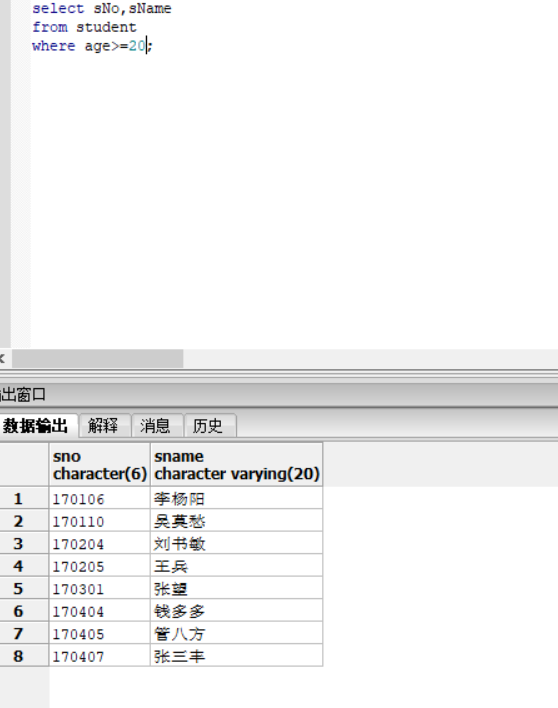 select sNo,sName
from student
where age>=20;
出窗口
数据输出 解释 消息 历史
sno sname
character(6) character varying(20)
1 170106 李杨阳
2 170110 吴莫愁
3 170204 刘书敏
4 170205 王兵
5 170301 张望
6 170404 钱多多
7 170405 管八方
8 170407 张三丰